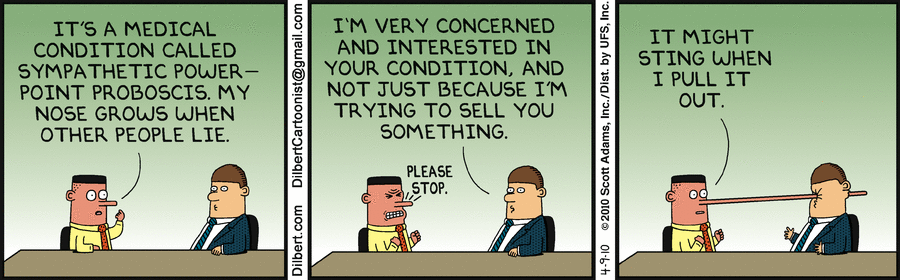 IT'S A MEDICAL
CONDITION CALLED
SYMPATHETIC POWER-
POINT PROBOSCIS. MY
NOSE GROWS WHEN
OTHER PEOPLE LIE.
Dilbert.com DilbertCartoonist@gmail.com
I'M VERY CONCERNED
AND INTERESTED IN
YOUR CONDITION, AND
NOT JUST BECAUSE I'M
TRYING TO SELL YOU
SOMETHING.
PLEASE
STOP.
4-9-10 ©2010 Scott Adams, Inc./Dist. by UFS, Inc.
IT MIGHT
STING WHEN
I PULL IT
OUT.